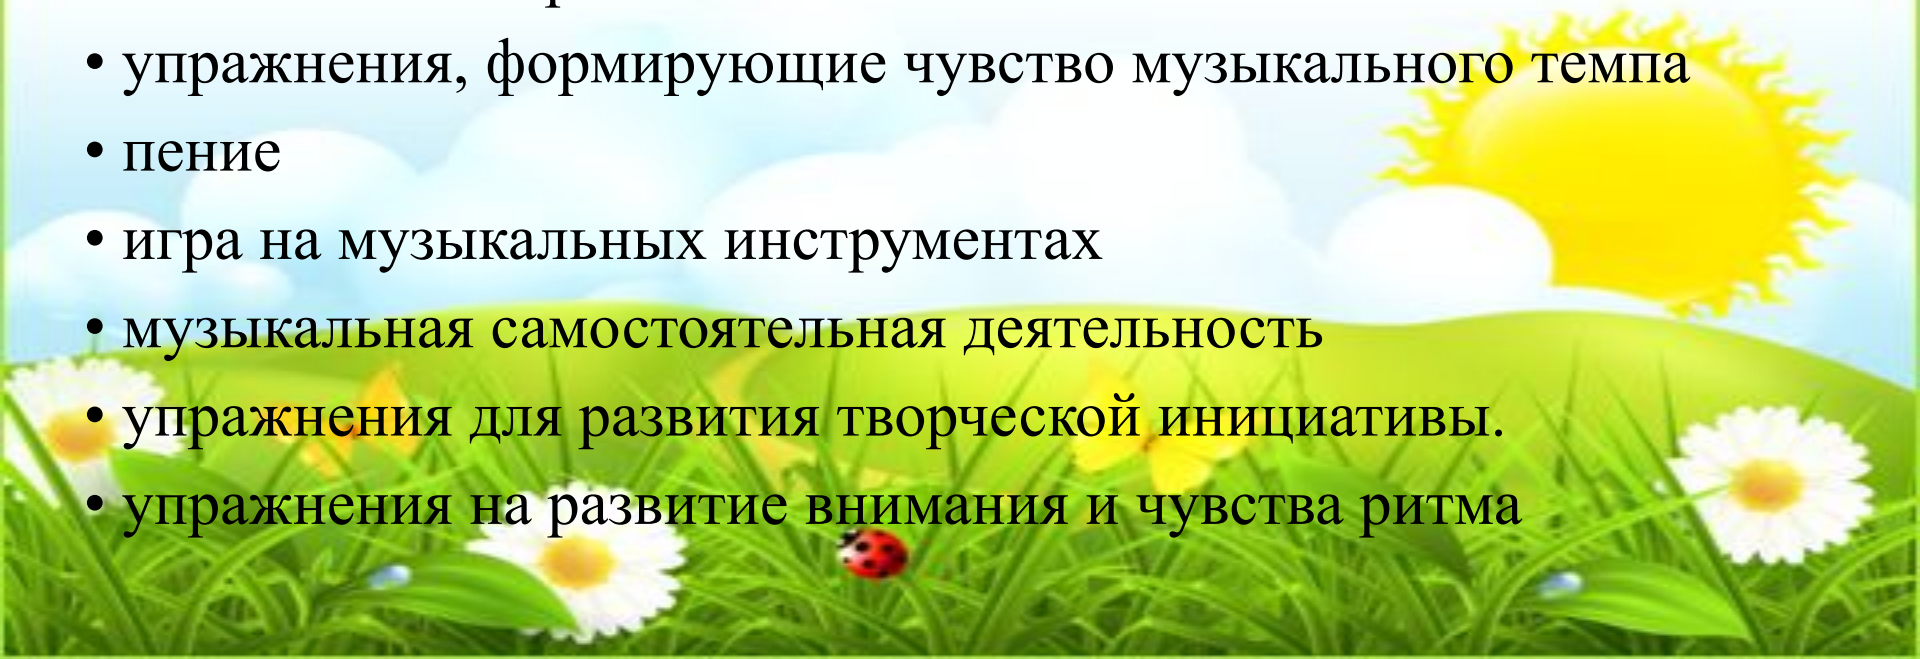 • упражнения, формирующие чувство музыкального темпа
• пение
• игра на музыкальных инструментах
• музыкальная самостоятельная деятельность
• упражнения для развития творческой инициативы.
• упражнения на развитие внимания и чувства ритма